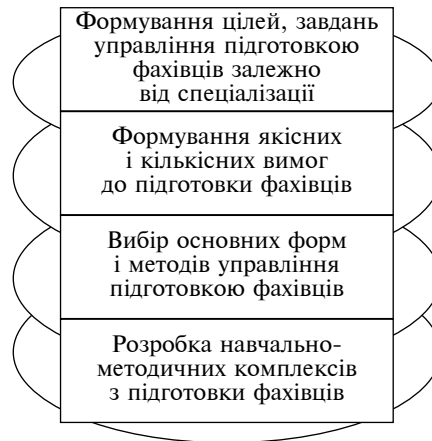 Формування цілей, завдань
управління підготовкою
фахівців залежно
від спеціалізації
Формування якісних
і кількісних вимог
до підготовки фахівців
Вибір основних форм
і методів управління
підготовкою фахівців
Розробка навчально-
методичних комплексів
з підготовки фахівців